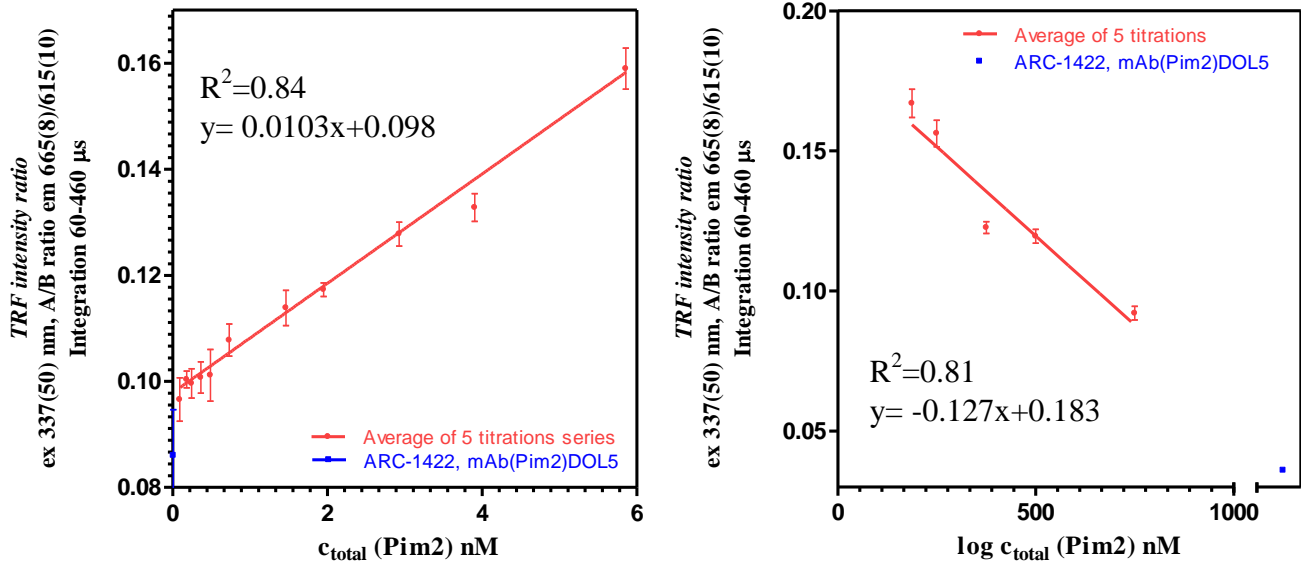 TRF intensity ratio
ex 337(50) nm, A/B ratio em 665(8)/615(10)
Integration 60-460 µs
0.16
0.14
0.12
0.10
0.08
R²=0.84
y= 0.0103x+0.098
Average of 5 titrations series
ARC-1422, mAb(Pim2)DOL5
0
2
4
6
c_total (Pim2) nM
TRF intensity ratio
ex 337(50) nm, A/B ratio em 665(8)/615(10)
Integration 60-460 µs
0.20
0.15
0.10
0.05
Average of 5 titrations
ARC-1422, mAb(Pim2)DOL5
R²=0.81
y= -0.127x+0.183
0
500
1000
log c_total (Pim2) nM